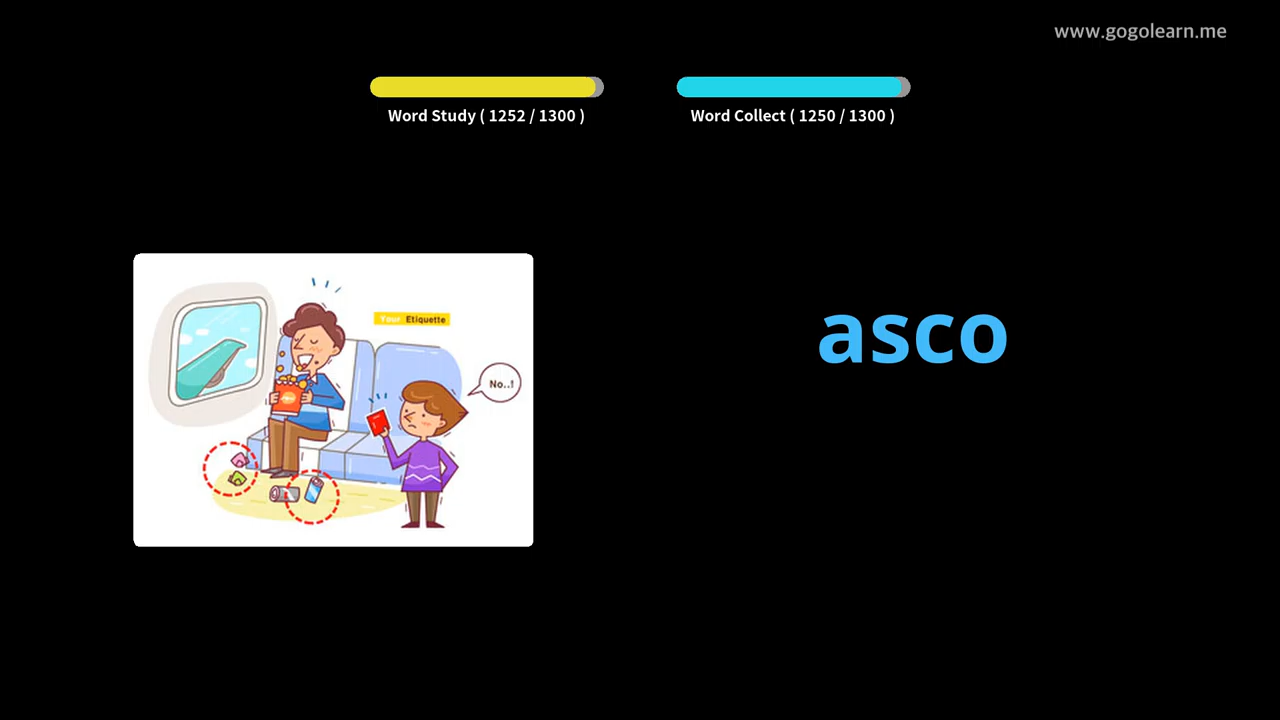 www.gogolearn.me
Word Study ( 1252 / 1300 )
Word Collect ( 1250 / 1300 )
Your Etiquette
No..!
asco